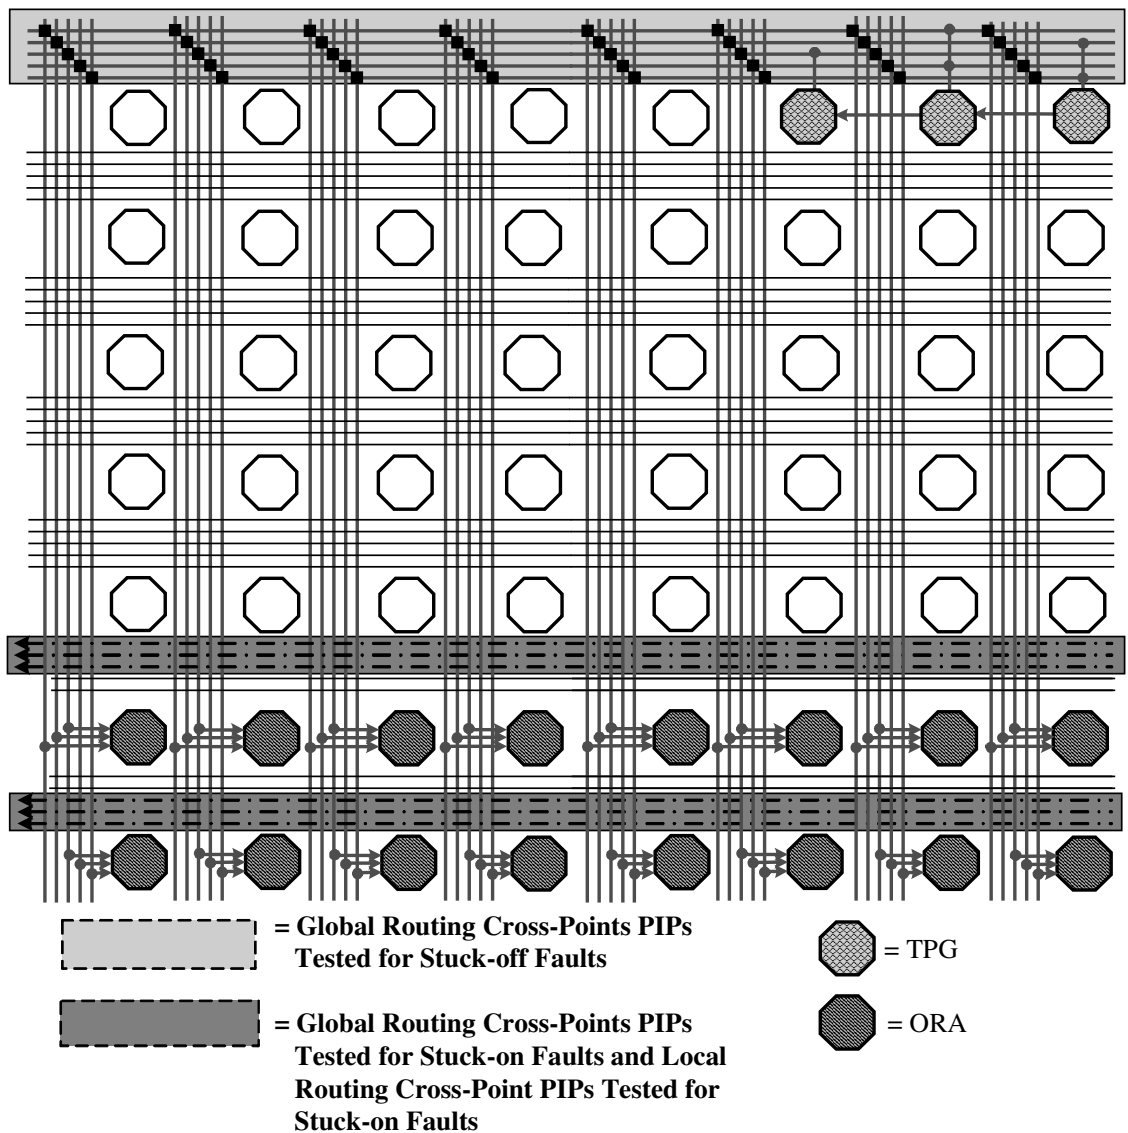 = Global Routing Cross-Points PIPs
Tested for Stuck-off Faults
= TPG
= Global Routing Cross-Points PIPs
Tested for Stuck-on Faults and Local
Routing Cross-Point PIPs Tested for
Stuck-on Faults
= ORA